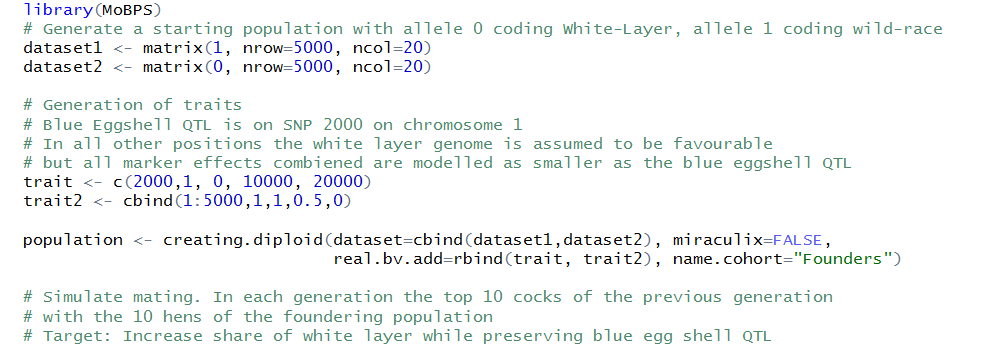 library(MoBPS)
# Generate a starting population with allele 0 coding White-Layer, allele 1 coding wild-race
dataset1 <- matrix(1, nrow=5000, ncol=20)
dataset2 <- matrix(0, nrow=5000, ncol=20)
# Generation of traits
# Blue Eggshell QTL is on SNP 2000 on chromosome 1
# In all other positions the white layer genome is assumed to be favourable
# but all marker effects combiened are modelled as smaller as the blue eggshell QTL
trait <- c(2000,1, 0, 10000, 20000)
trait2 <- cbind(1:5000,1,1,0.5,0)
population <- creating.diploid(dataset=cbind(dataset1,dataset2), miraculix=FALSE,
real.bv.add=rbind(trait, trait2), name.cohort="Founders")
# Simulate mating. In each generation the top 10 cocks of the previous generation
# with the 10 hens of the foundering population
# Target: Increase share of white layer while preserving blue egg shell QTL